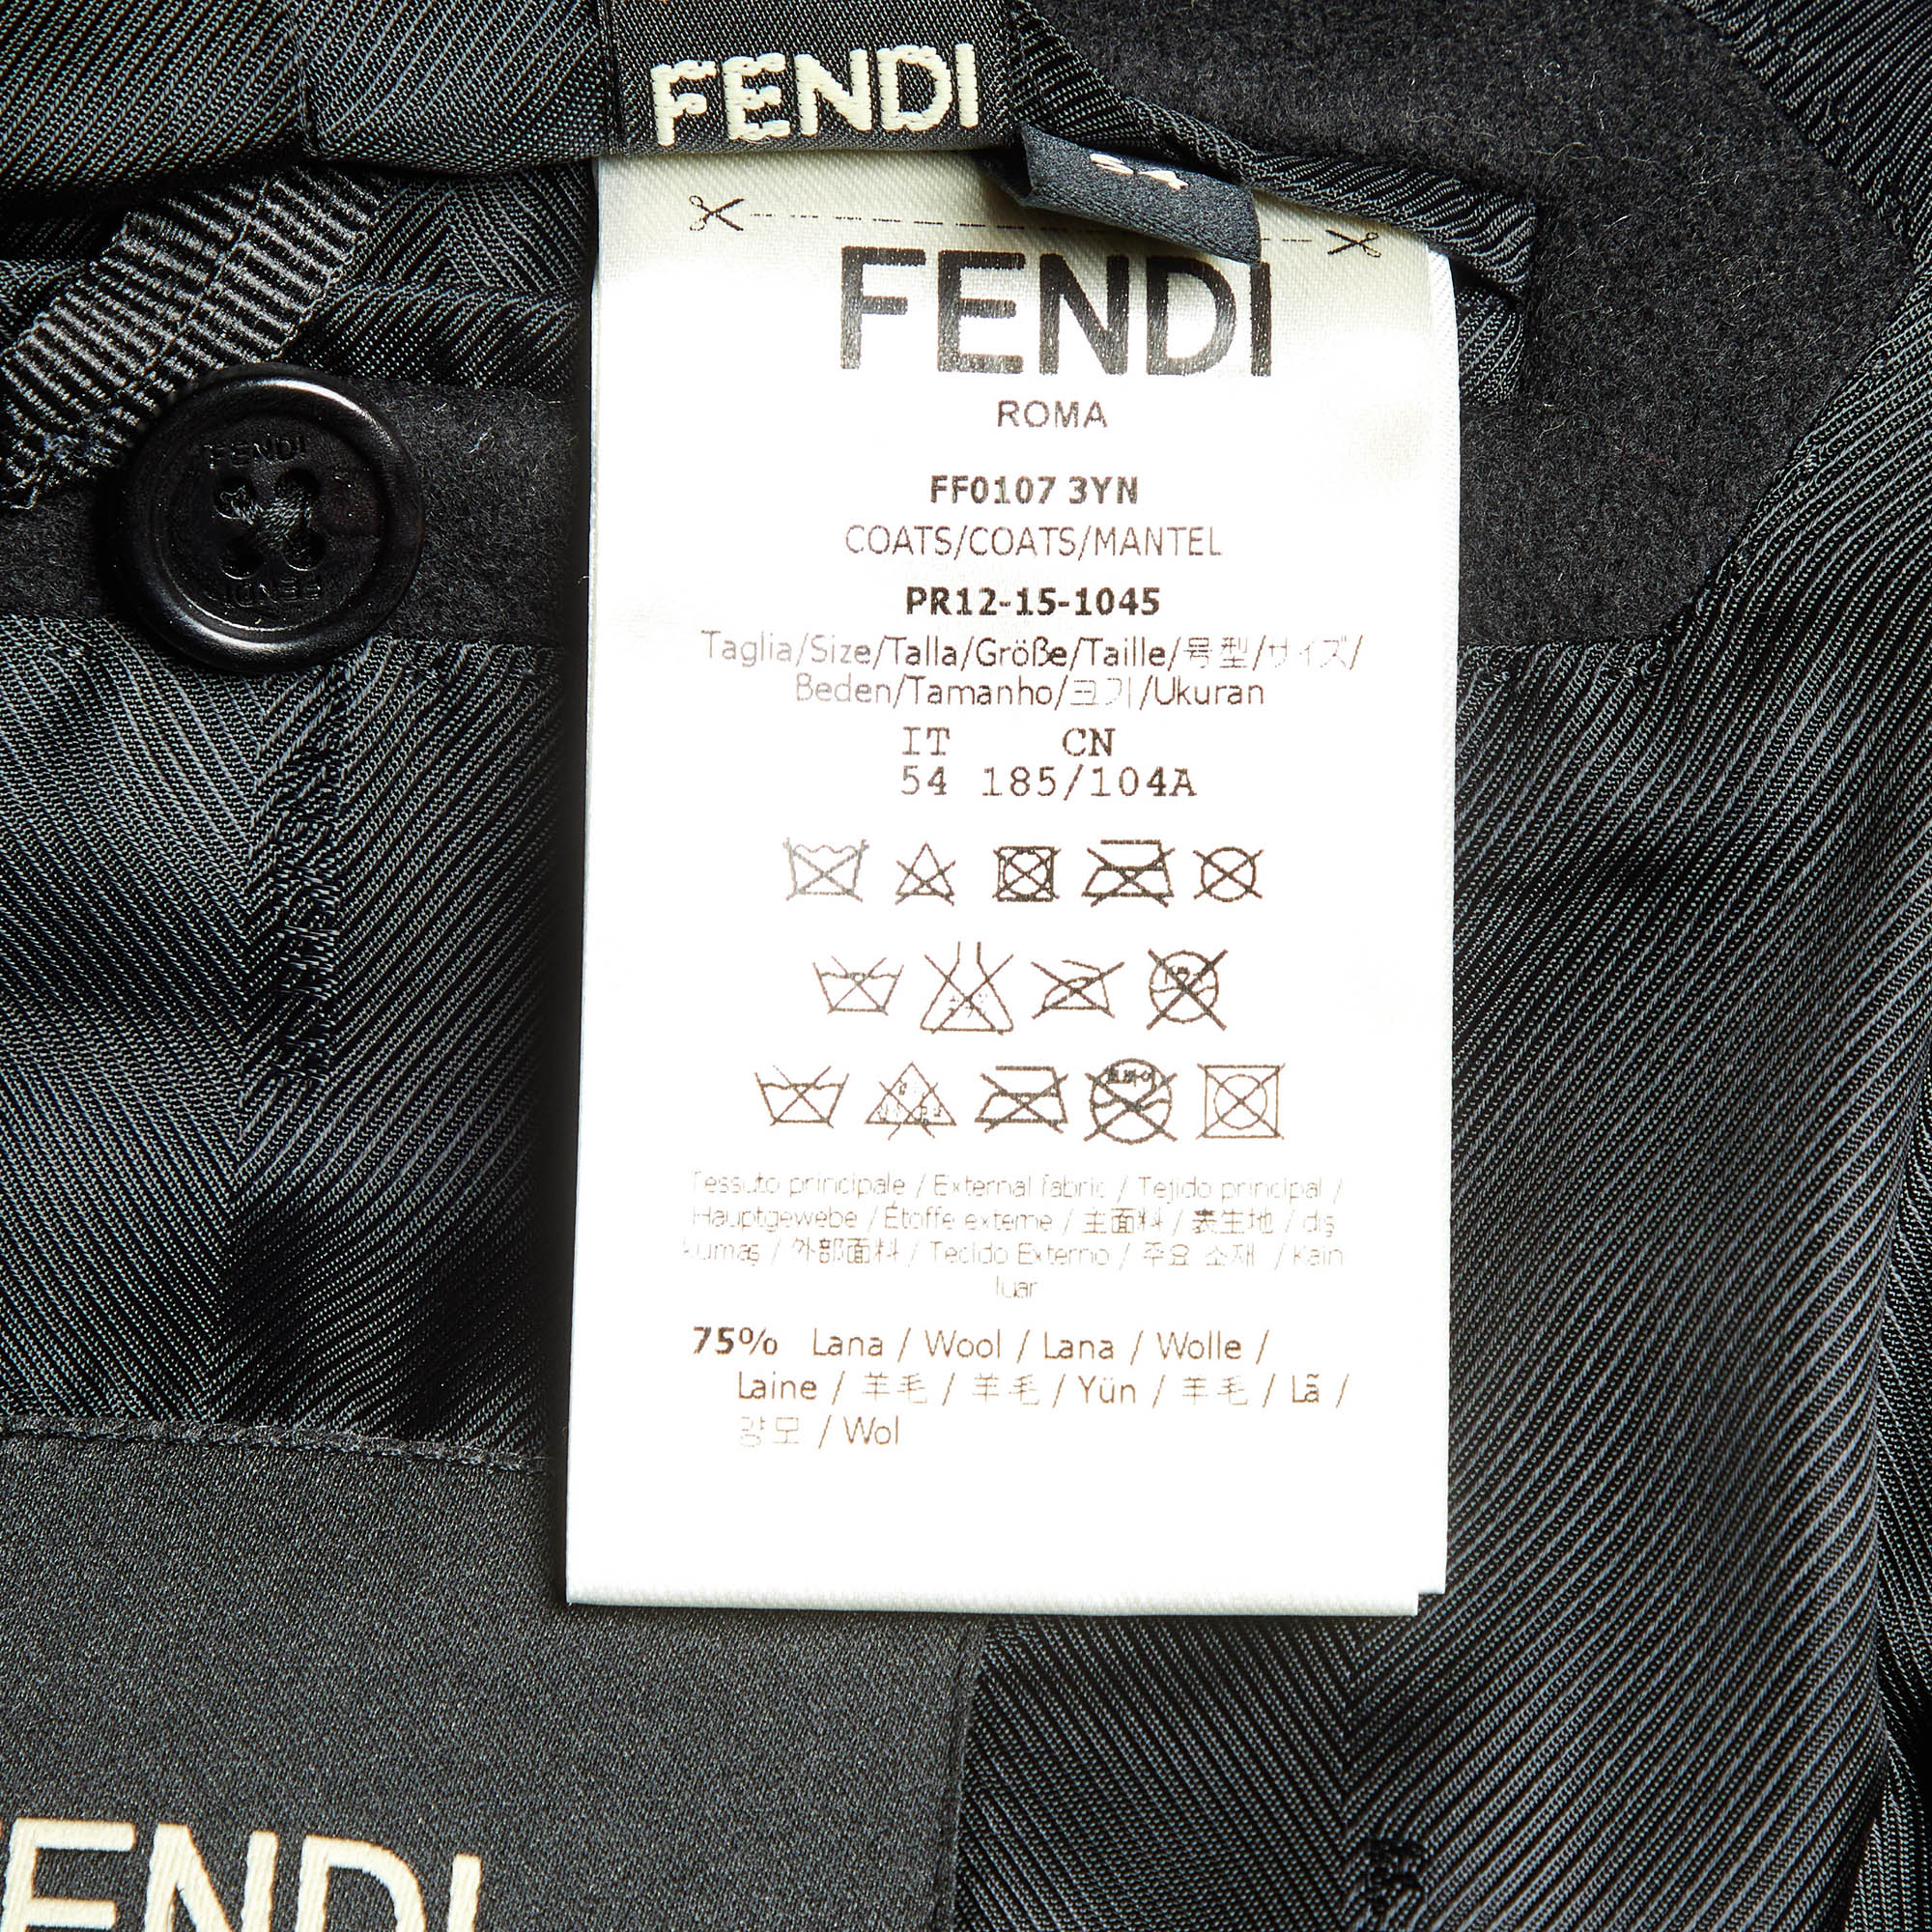 FENDI
54
FENDI
ROMA
FF0107 3YN
COATS/COATS/MANTEL
PR12-15-1045
Taglia/Size/Talla/Größe/Taille/号型/サイズ/
Beden/Tamanho/크기/Ukuran
IT CN
54 185/104A
Tessuto principale / External fabric / Tejido principal /
Hauptgewebe / Étoffe externe / 主面料 / 表生地 / dış
kumaş / 外部面料 / Tecido Externo / 주요 소재 / Kain
luar
75% Lana / Wool / Lana / Wolle /
Laine / 羊毛 / 羊毛 / Yün / 羊毛 / Lã /
양모 / Wol
FENDI
FENDI
FENDI